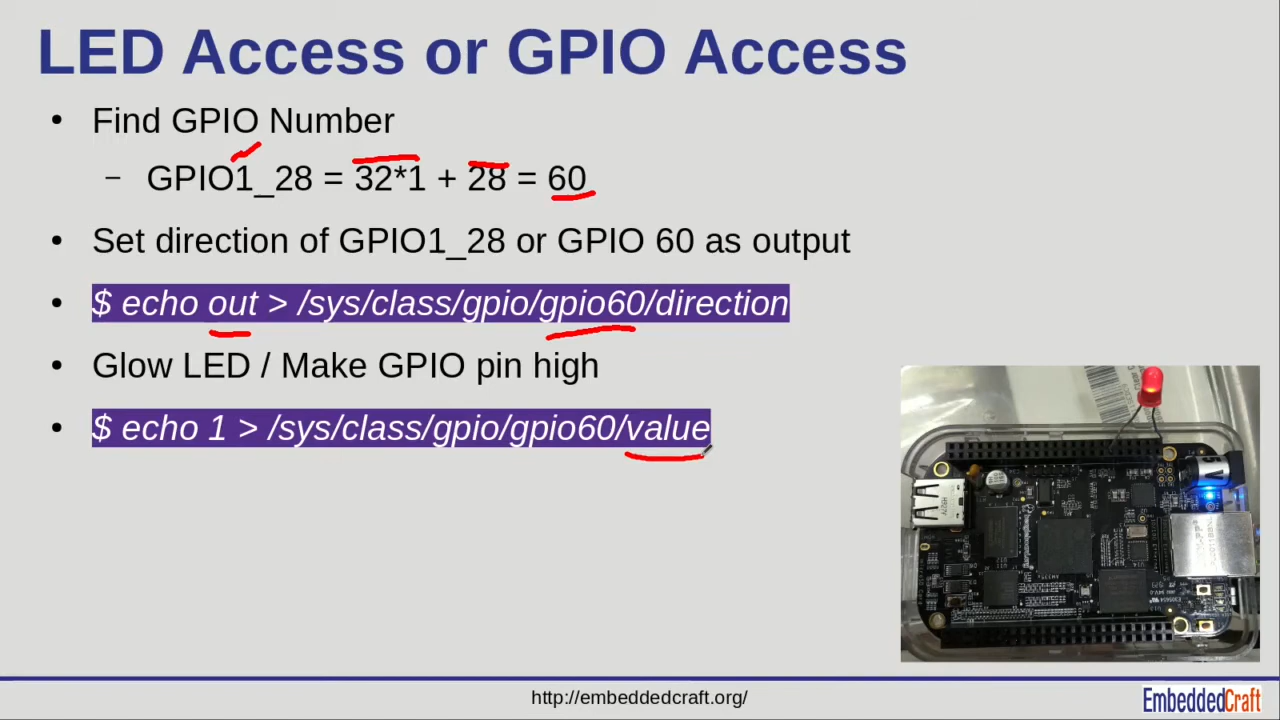 LED Access or GPIO Access
• Find GPIO Number
– GPIO1_28 = 32*1 + 28 = 60
• Set direction of GPIO1_28 or GPIO 60 as output
• $ echo out > /sys/class/gpio/gpio60/direction
• Glow LED / Make GPIO pin high
• $ echo 1 > /sys/class/gpio/gpio60/value
http://embeddedcraft.org/
EmbeddedCraft